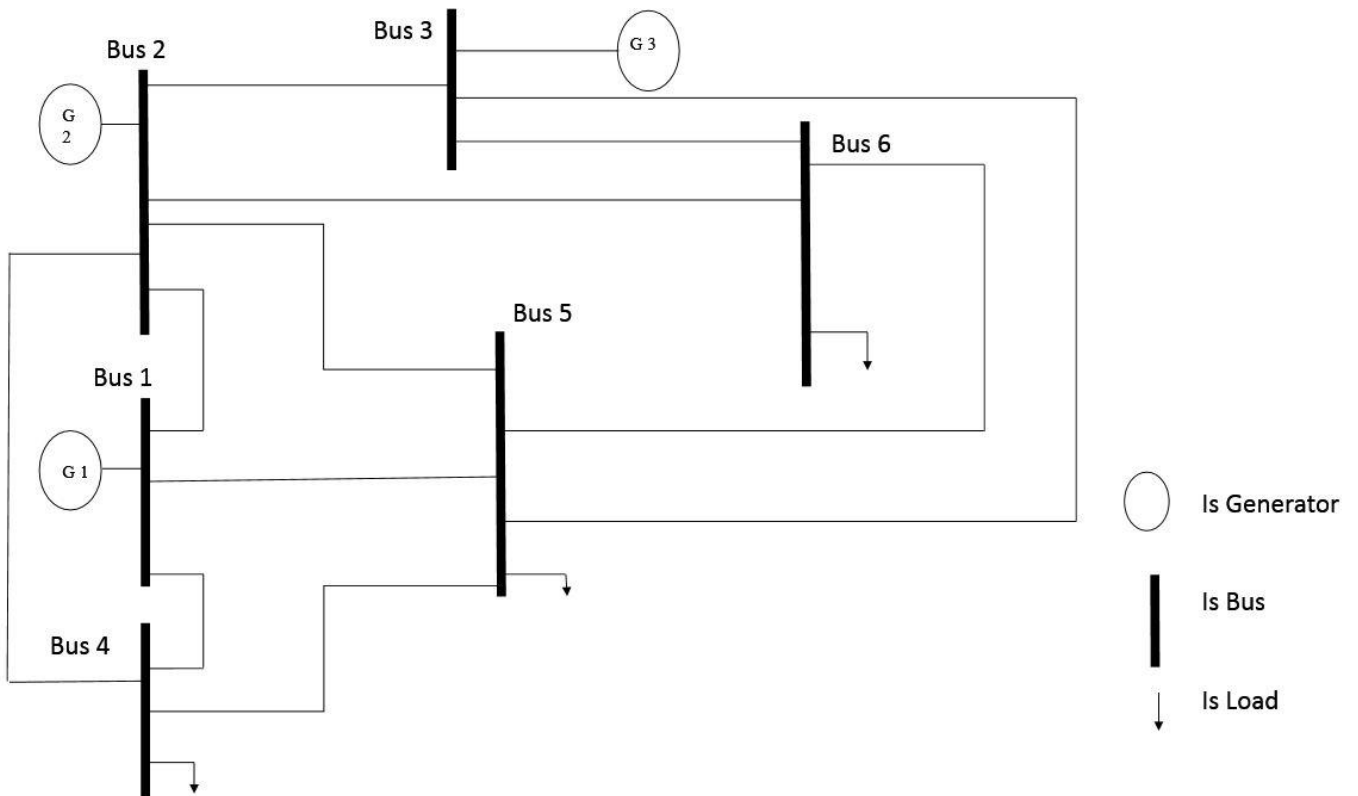 Bus 3
G 3
Bus 2
G
2
Bus 6
Bus 5
Bus 1
G 1
Is Generator
Is Bus
Bus 4
Is Load